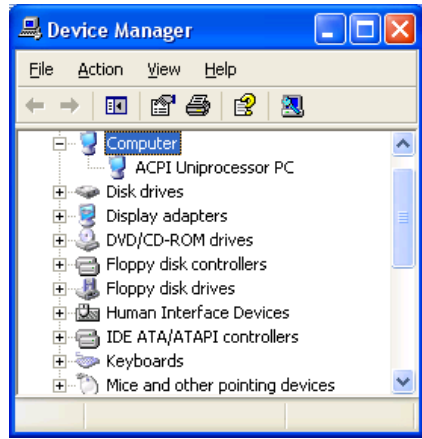 Device Manager
File Action View Help
Computer
ACPI Uniprocessor PC
Disk drives
Display adapters
DVD/CD-ROM drives
Floppy disk controllers
Floppy disk drives
Human Interface Devices
IDE ATA/ATAPI controllers
Keyboards
Mice and other pointing devices